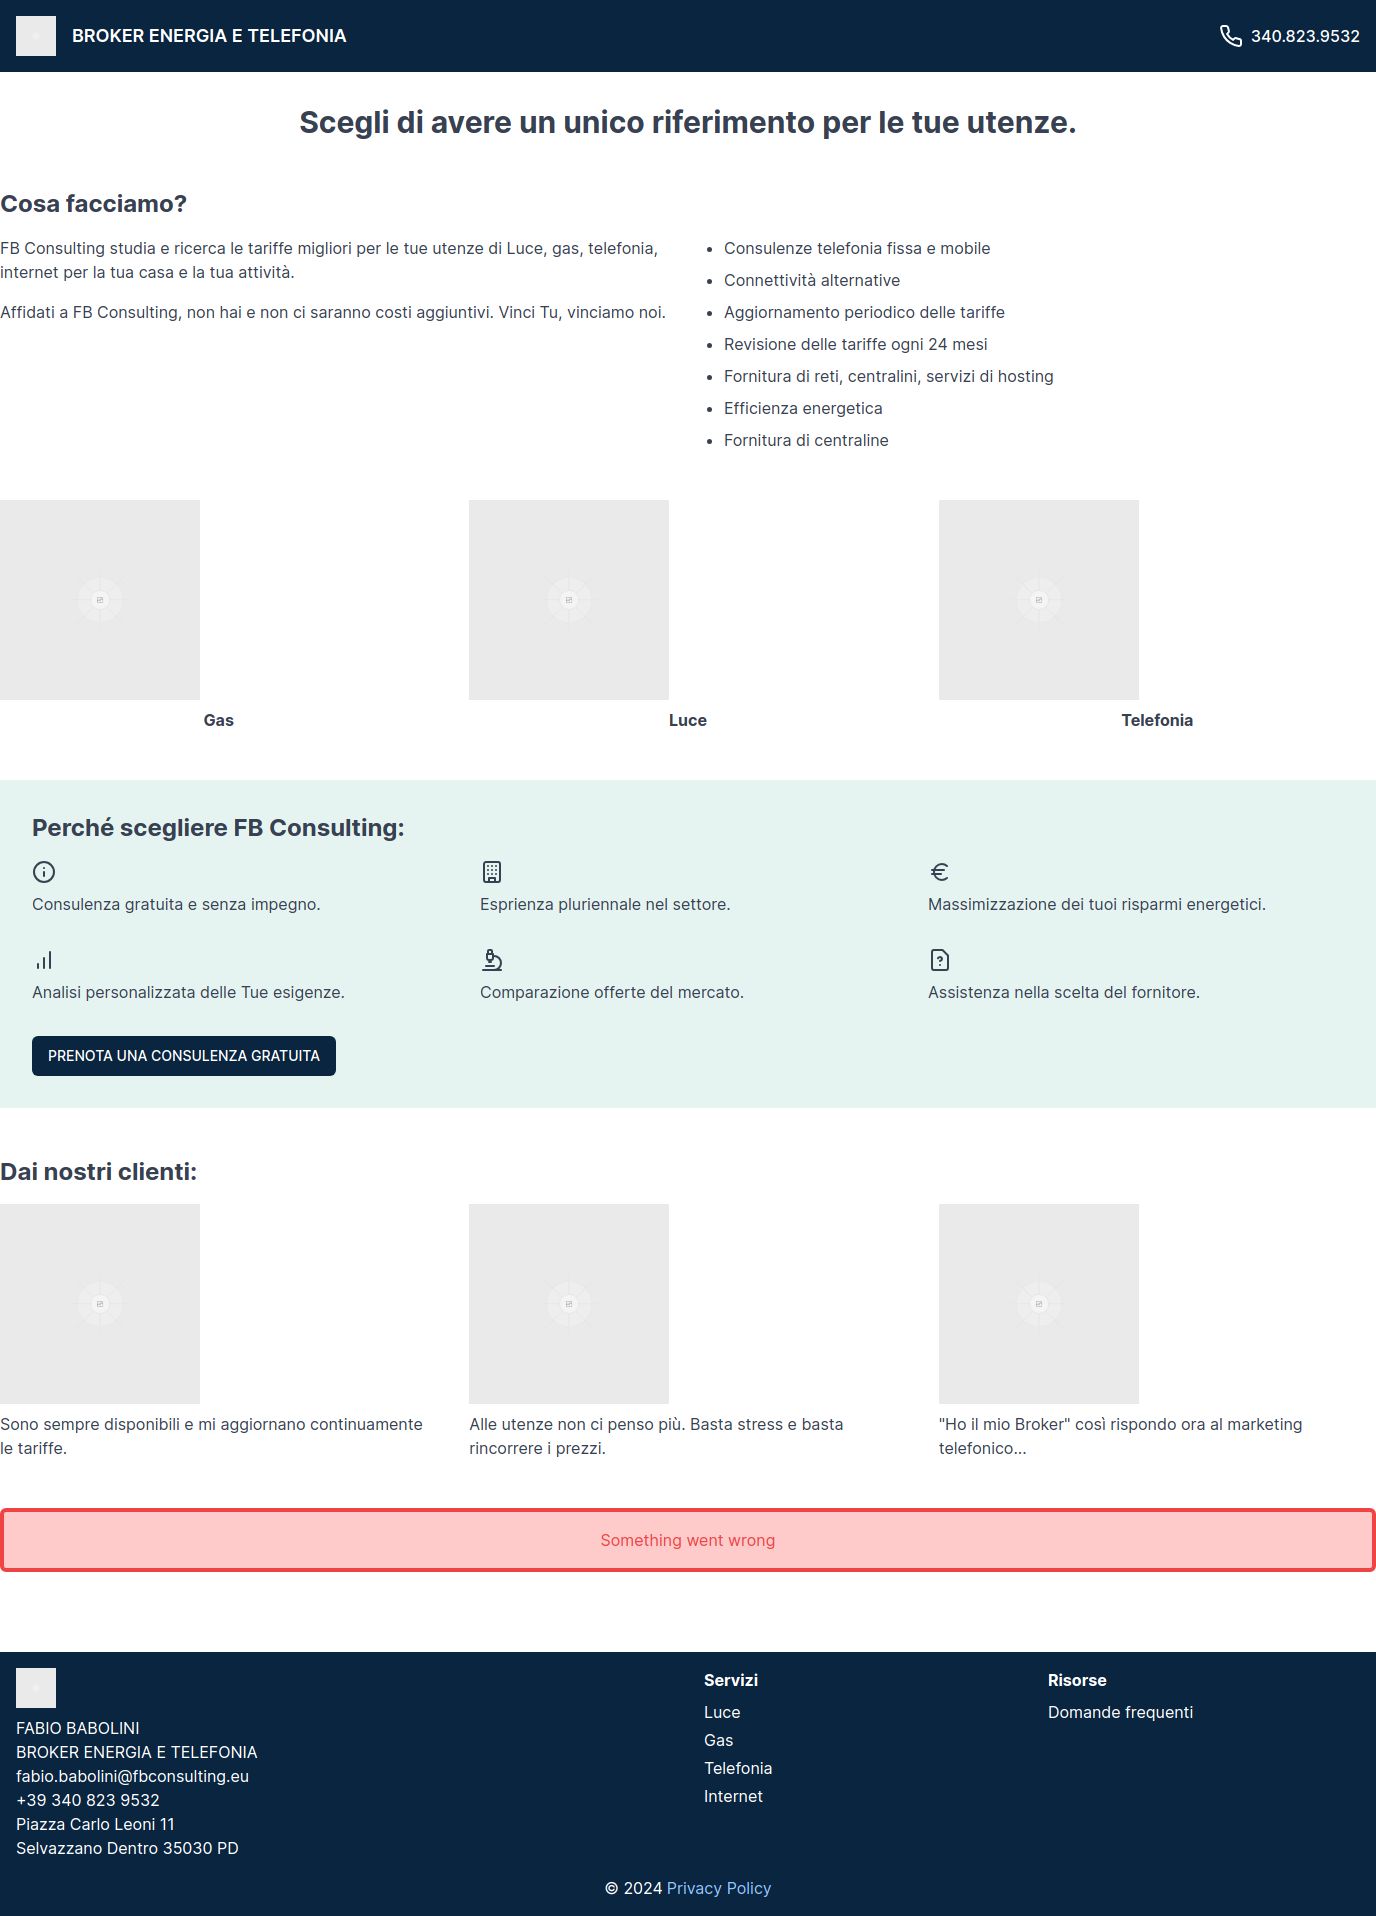 BROKER ENERGIA E TELEFONIA
340.823.9532
Scegli di avere un unico riferimento per le tue utenze.
Cosa facciamo?
FB Consulting studia e ricerca le tariffe migliori per le tue utenze di Luce, gas, telefonia,
internet per la tua casa e la tua attività.
Affidati a FB Consulting, non hai e non ci saranno costi aggiuntivi. Vinci Tu, vinciamo noi.
Consulenze telefonia fissa e mobile
Connettività alternative
Aggiornamento periodico delle tariffe
Revisione delle tariffe ogni 24 mesi
Fornitura di reti, centralini, servizi di hosting
Efficienza energetica
Fornitura di centraline
Gas
Luce
Telefonia
Perché scegliere FB Consulting:
Consulenza gratuita e senza impegno.
Esprienza pluriennale nel settore.
Massimizzazione dei tuoi risparmi energetici.
Analisi personalizzata delle Tue esigenze.
Comparazione offerte del mercato.
Assistenza nella scelta del fornitore.
PRENOTA UNA CONSULENZA GRATUITA
Dai nostri clienti:
Sono sempre disponibili e mi aggiornano continuamente
le tariffe.
Alle utenze non ci penso più. Basta stress e basta
rincorrere i prezzi.
"Ho il mio Broker" così rispondo ora al marketing
telefonico...
Something went wrong
FABIO BABOLINI
BROKER ENERGIA E TELEFONIA
fabio.babolini@fbconsulting.eu
+39 340 823 9532
Piazza Carlo Leoni 11
Selvazzano Dentro 35030 PD
Servizi
Luce
Gas
Telefonia
Internet
Risorse
Domande frequenti
© 2024 Privacy Policy